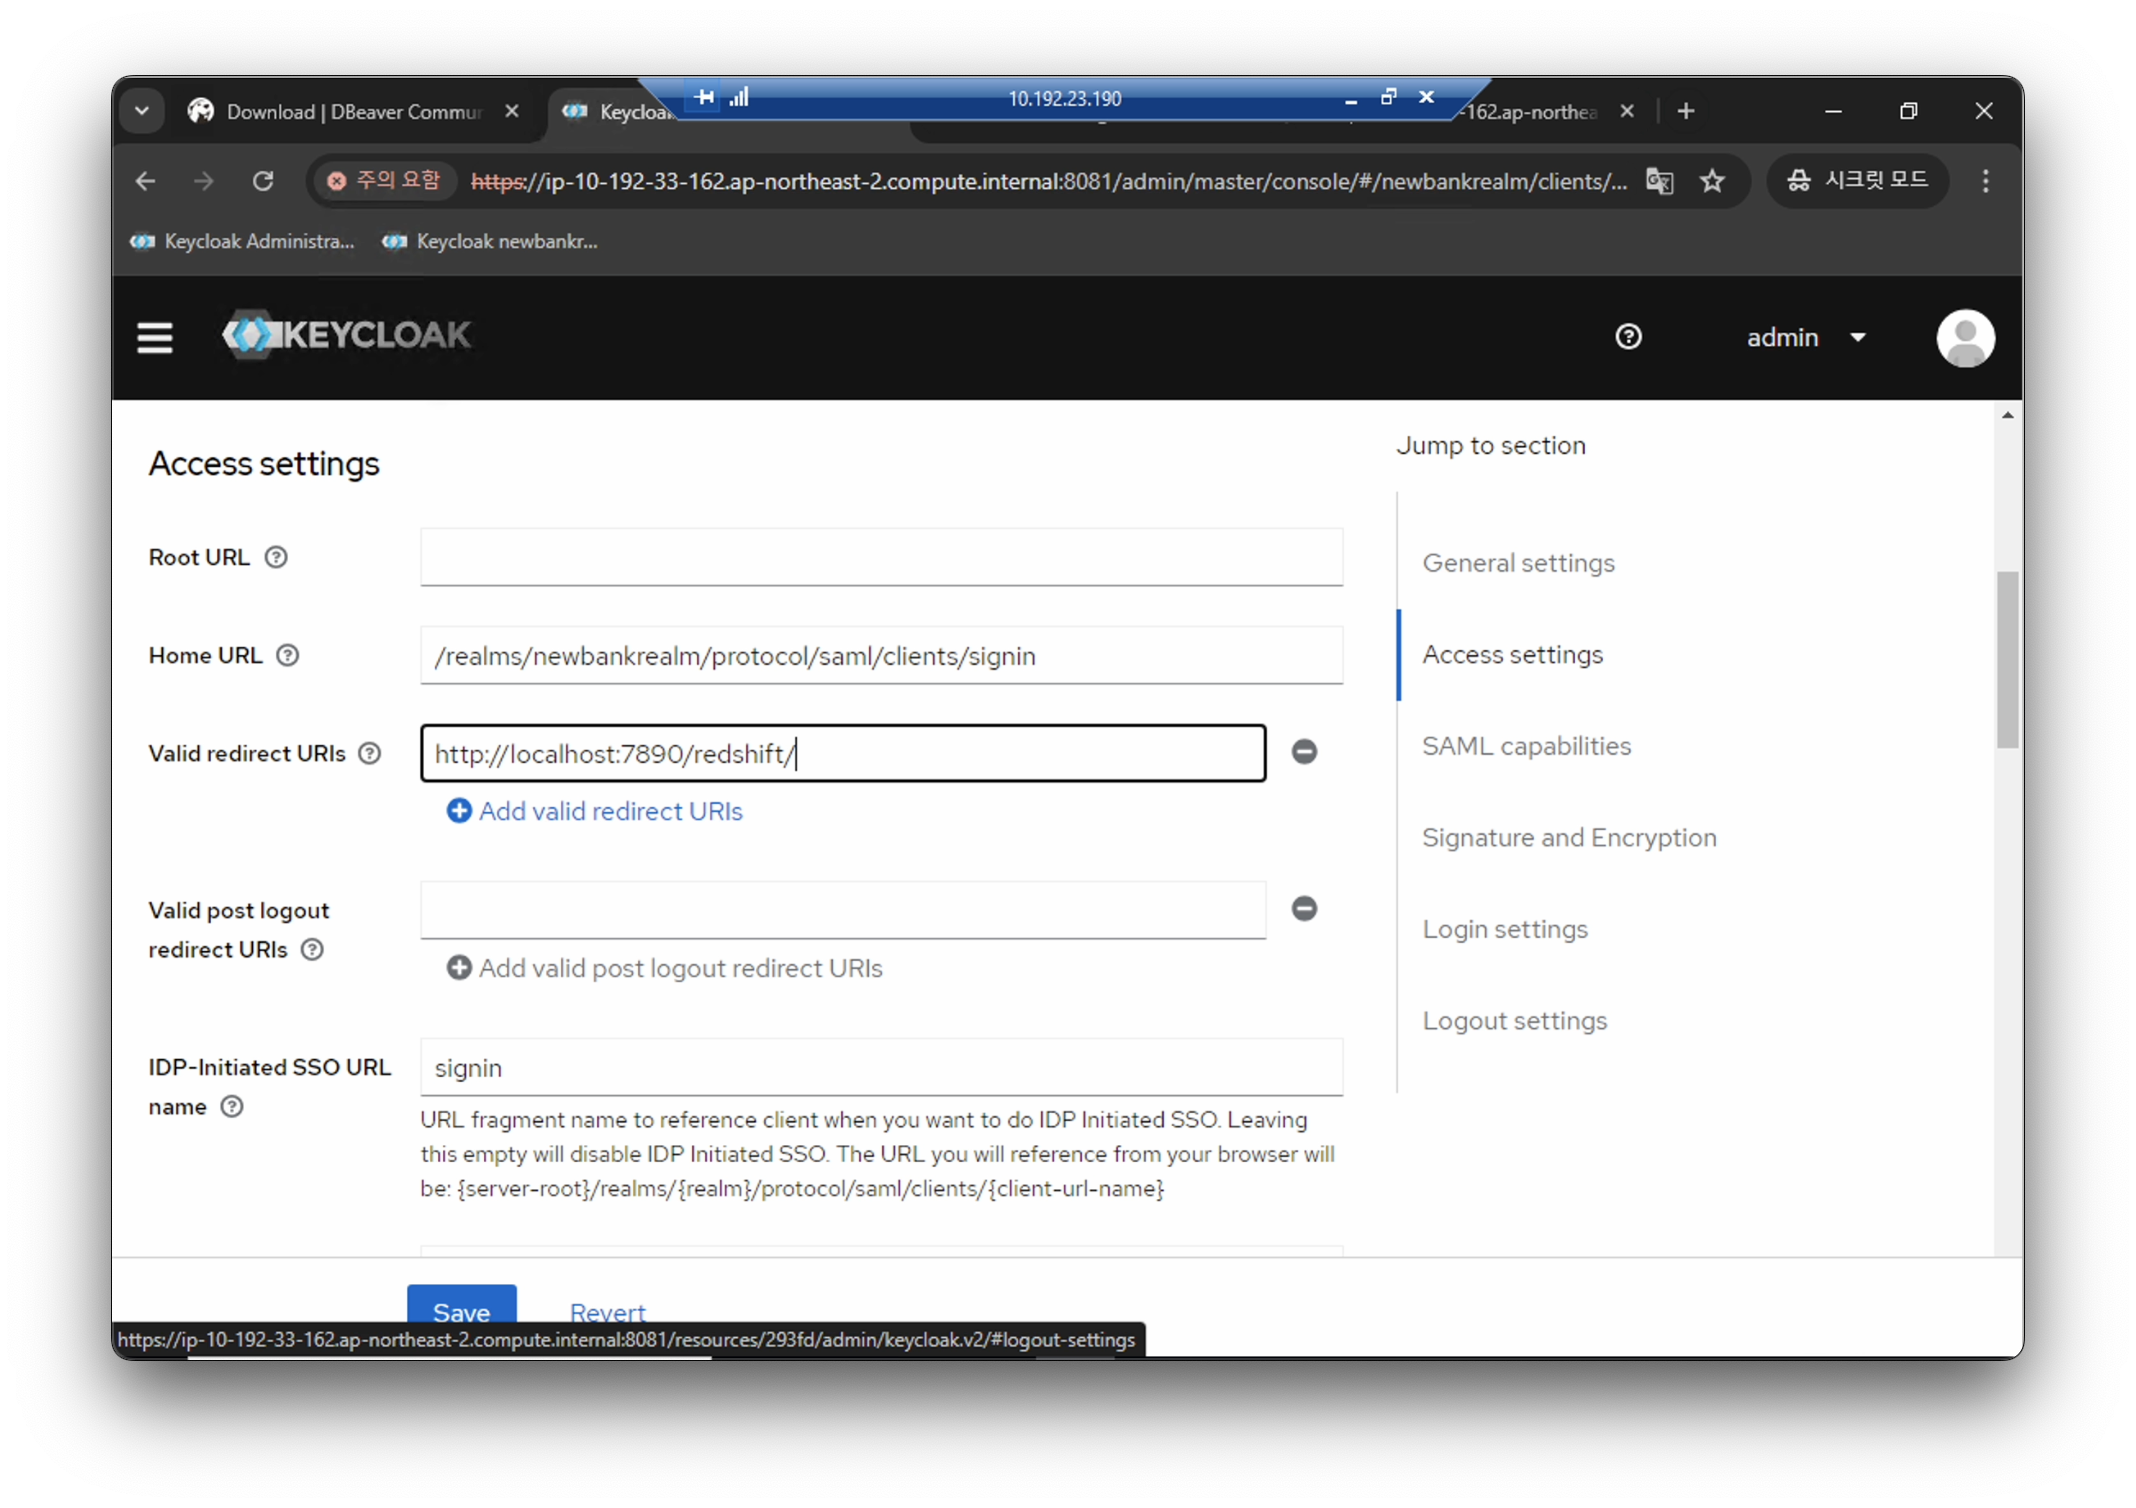 Download | DBeaver Commur
Keycloa
10.192.23.190
-162.ap-northea
주의 요함
https://ip-10-192-33-162.ap-northeast-2.compute.internal:8081/admin/master/console/#/newbankrealm/clients/...
시크릿 모드
Keycloak Administra...
Keycloak newbankr...
KEYCLOAK
admin
Access settings
Jump to section
Root URL
General settings
Home URL
/realms/newbankrealm/protocol/saml/clients/signin
Access settings
Valid redirect URIs
http://localhost:7890/redshift/
SAML capabilities
Add valid redirect URIs
Signature and Encryption
Valid post logout
redirect URIs
Login settings
Add valid post logout redirect URIs
Logout settings
IDP-Initiated SSO URL
name
signin
URL fragment name to reference client when you want to do IDP Initiated SSO. Leaving
this empty will disable IDP Initiated SSO. The URL you will reference from your browser will
be: {server-root}/realms/{realm}/protocol/saml/clients/{client-url-name}
Save
Revert
https://ip-10-192-33-162.ap-northeast-2.compute.internal:8081/resources/293fd/admin/keycloak.v2/#logout-settings